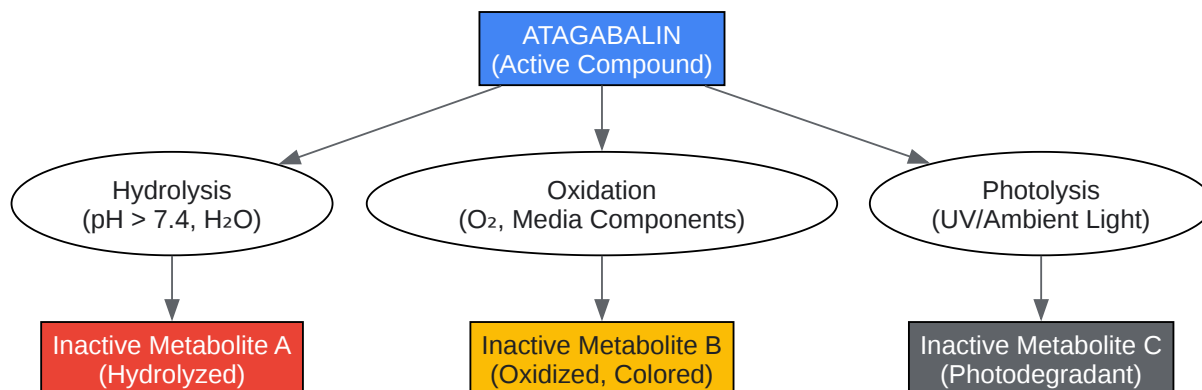 ATAGABALIN
(Active Compound)
Hydrolysis
(pH > 7.4, H₂O)
Oxidation
(O₂, Media Components)
Photolysis
(UV/Ambient Light)
Inactive Metabolite A
(Hydrolyzed)
Inactive Metabolite B
(Oxidized, Colored)
Inactive Metabolite C
(Photodegradant)